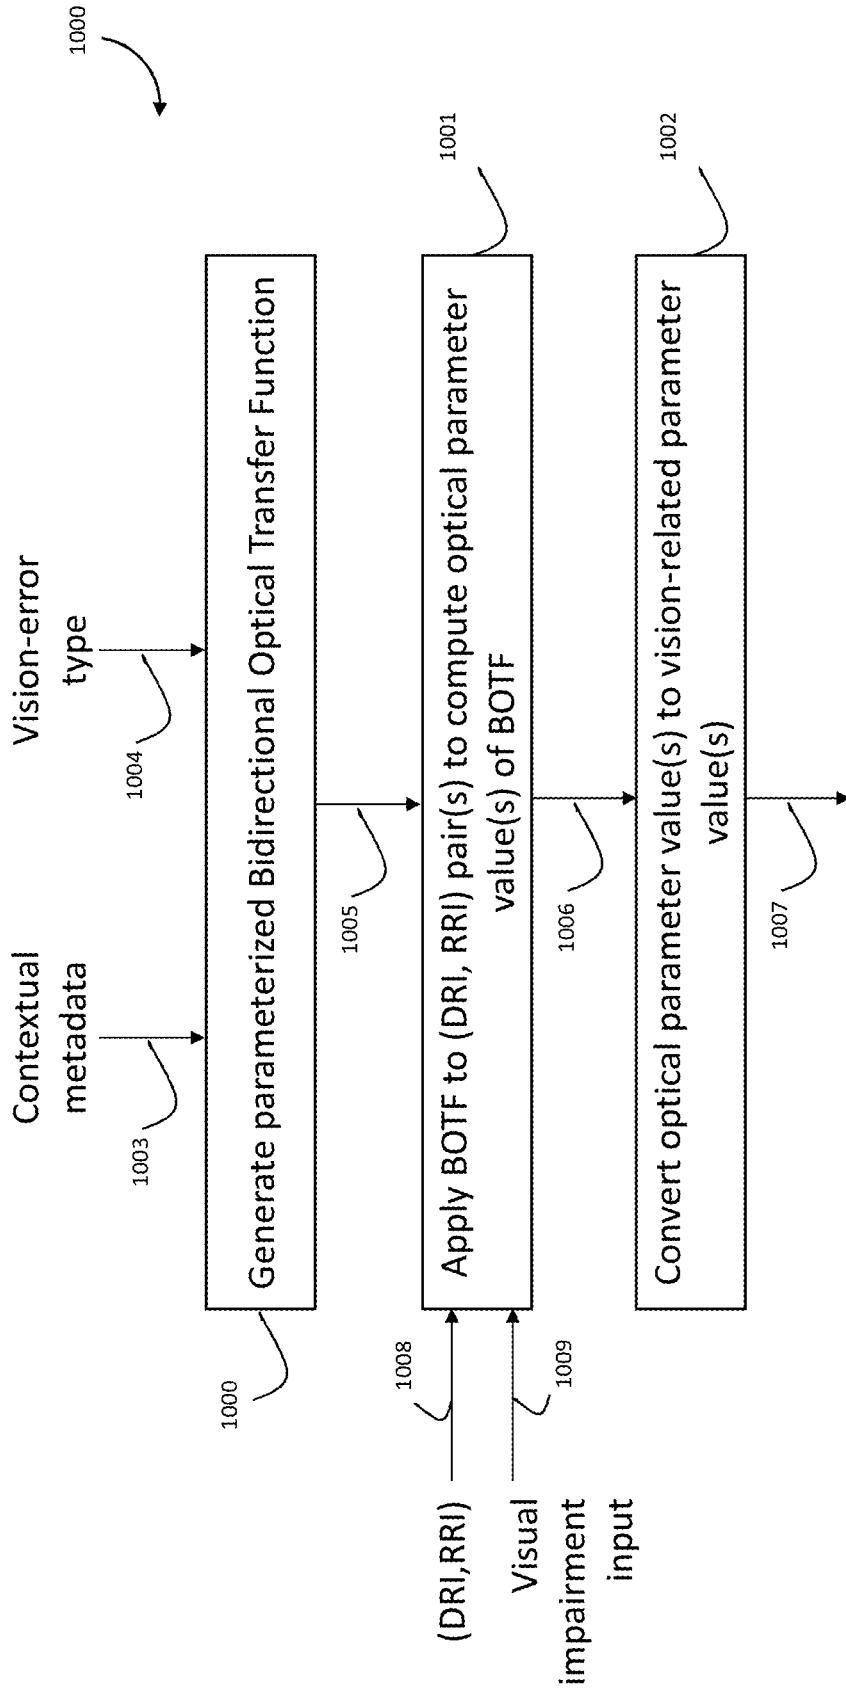 1000
Contextual
metadata
Vision-error
type
1003
1004
Generate parameterized Bidirectional Optical Transfer Function
1000
1005
(DRI,RRI)
1008
Visual
impairment
input
1009
Apply BOTF to (DRI, RRI) pair(s) to compute optical parameter
value(s) of BOTF
1001
1006
Convert optical parameter value(s) to vision-related parameter
value(s)
1002
1007